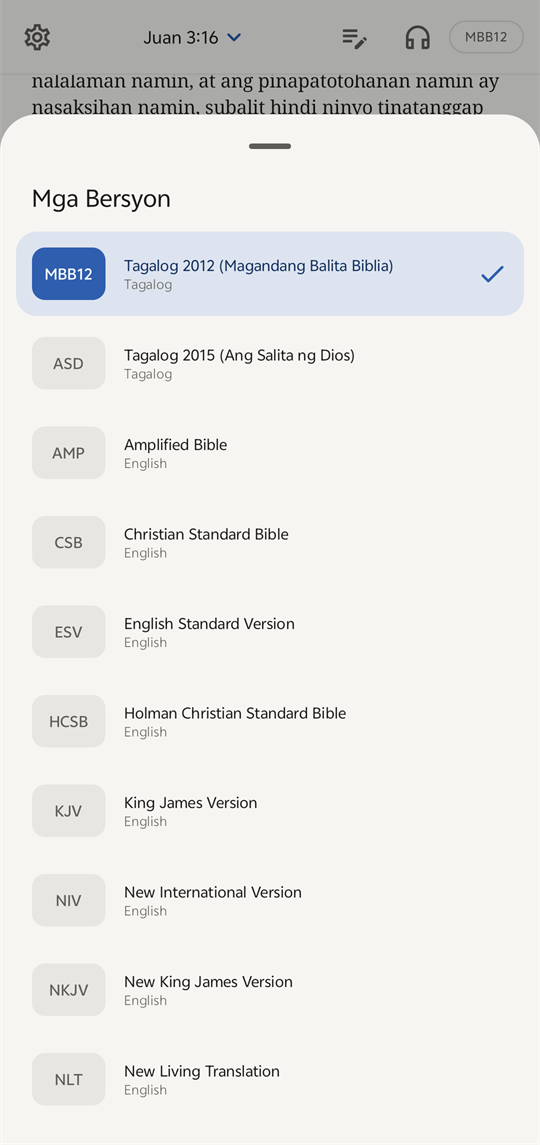 Juan 3:16
MBB12
nalalaman namin, at ang pinapatotohanan namin ay
nasaksihan namin, subalit hindi ninyo tinatanggap
Mga Bersyon
MBB12
Tagalog 2012 (Magandang Balita Biblia)
Tagalog
ASD
Tagalog 2015 (Ang Salita ng Dios)
Tagalog
AMP
Amplified Bible
English
CSB
Christian Standard Bible
English
ESV
English Standard Version
English
HCSB
Holman Christian Standard Bible
English
KJV
King James Version
English
NIV
New International Version
English
NKJV
New King James Version
English
NLT
New Living Translation
English